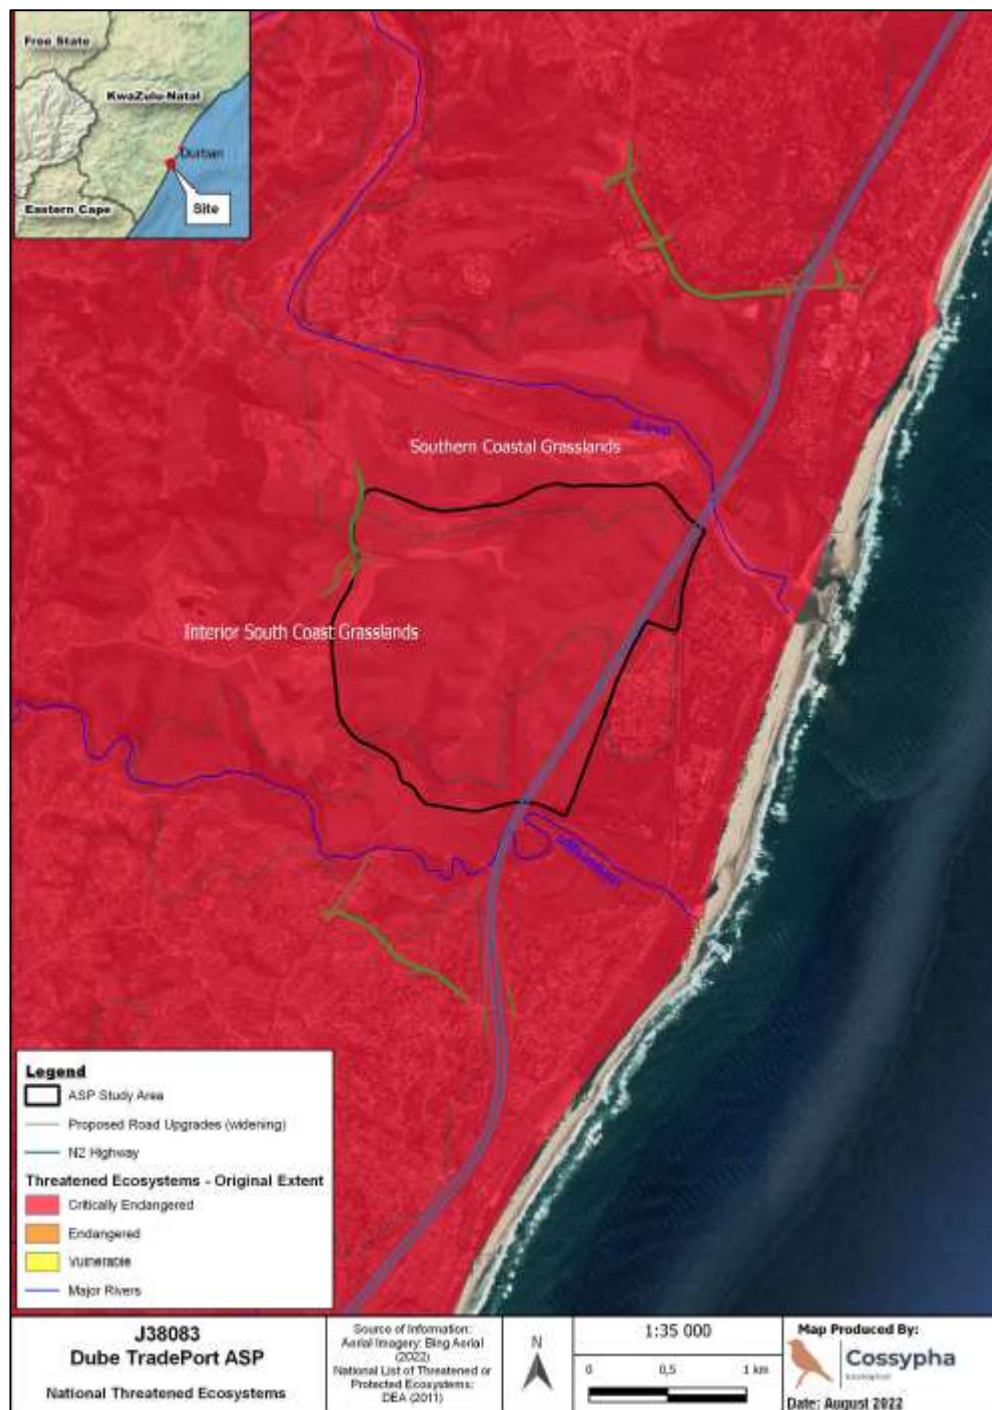 Free State
KwaZulu-Natal
Durban
Site
Eastern Cape
Southern Coastal Grasslands
Interior South Coast Grasslands
Legend
ASP Study Area
Proposed Road Upgrades (widening)
N2 Highway
Threatened Ecosystems - Original Extent
Critically Endangered
Endangered
Vulnerable
Major Rivers
J38083
Dube TradePort ASP
National Threatened Ecosystems
Source of Information:
Aerial Imagery: Bing Aerial
(2022)
National List of Threatened or
Protected Ecosystems:
DEA (2011)
N
1:35 000
0 0,5 1 km
Map Produced By:
Cossypha
Date: August 2022